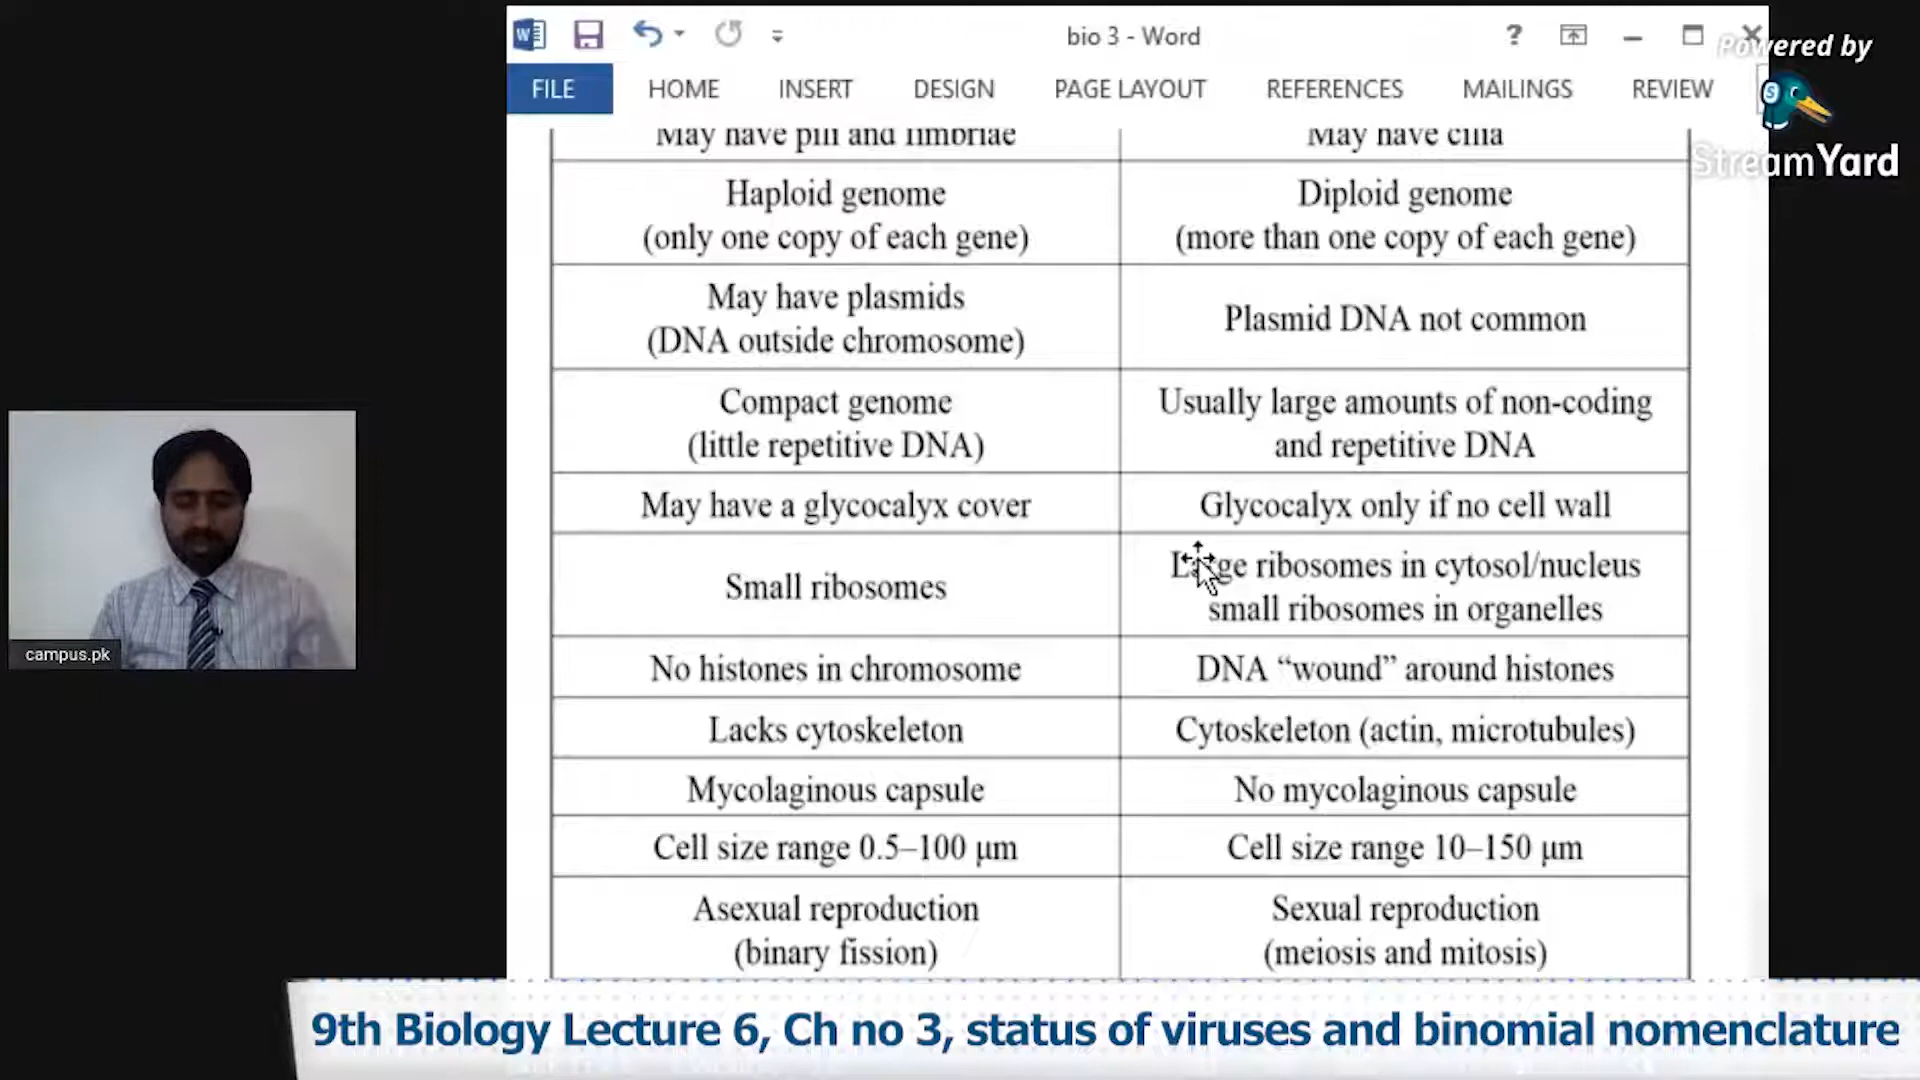 bio 3 - Word
Powered by
StreamYard
FILE HOME INSERT DESIGN PAGE LAYOUT REFERENCES MAILINGS REVIEW
May have pili and fimbriae
May have cilia
Haploid genome
(only one copy of each gene)
Diploid genome
(more than one copy of each gene)
May have plasmids
(DNA outside chromosome)
Plasmid DNA not common
Compact genome
(little repetitive DNA)
Usually large amounts of non-coding
and repetitive DNA
May have a glycocalyx cover
Glycocalyx only if no cell wall
Small ribosomes
Large ribosomes in cytosol/nucleus
small ribosomes in organelles
No histones in chromosome
DNA “wound” around histones
Lacks cytoskeleton
Cytoskeleton (actin, microtubules)
Mycolaginous capsule
No mycolaginous capsule
Cell size range 0.5–100 μm
Cell size range 10–150 μm
Asexual reproduction
(binary fission)
Sexual reproduction
(meiosis and mitosis)
campus.pk
9th Biology Lecture 6, Ch no 3, status of viruses and binomial nomenclature